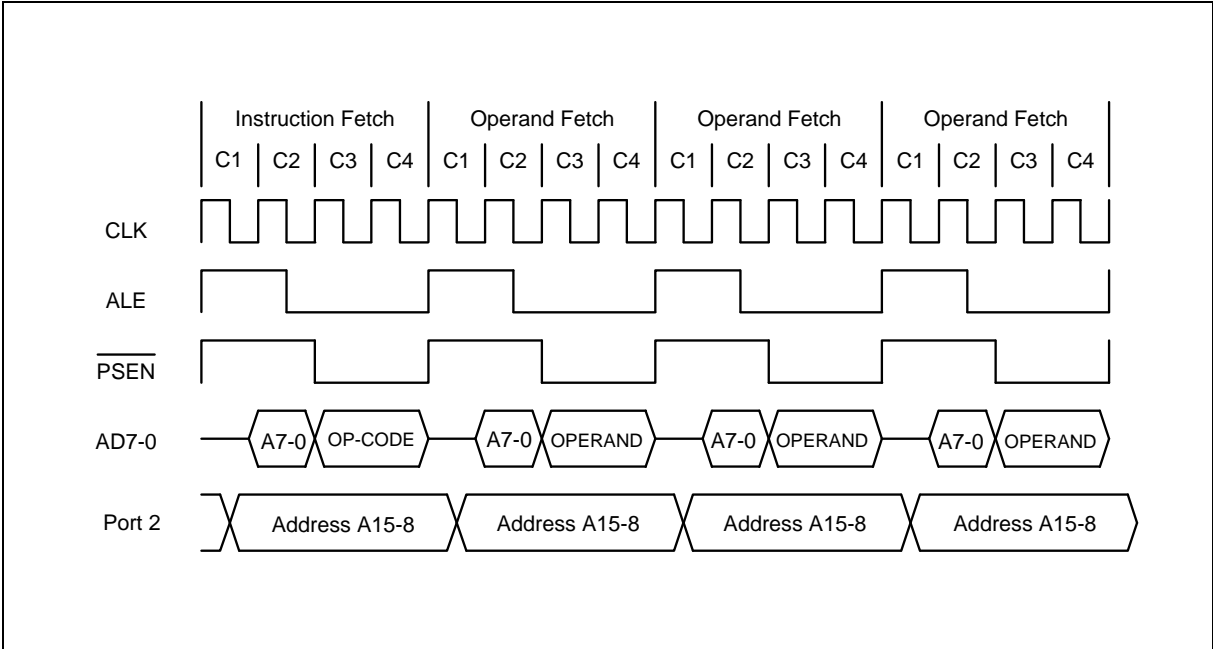 Instruction Fetch Operand Fetch Operand Fetch Operand Fetch
C1 C2 C3 C4 C1 C2 C3 C4 C1 C2 C3 C4 C1 C2 C3 C4
CLK
ALE
PSEN
AD7-0 A7-0 OP-CODE A7-0 OPERAND A7-0 OPERAND A7-0 OPERAND
Port 2 Address A15-8 Address A15-8 Address A15-8 Address A15-8